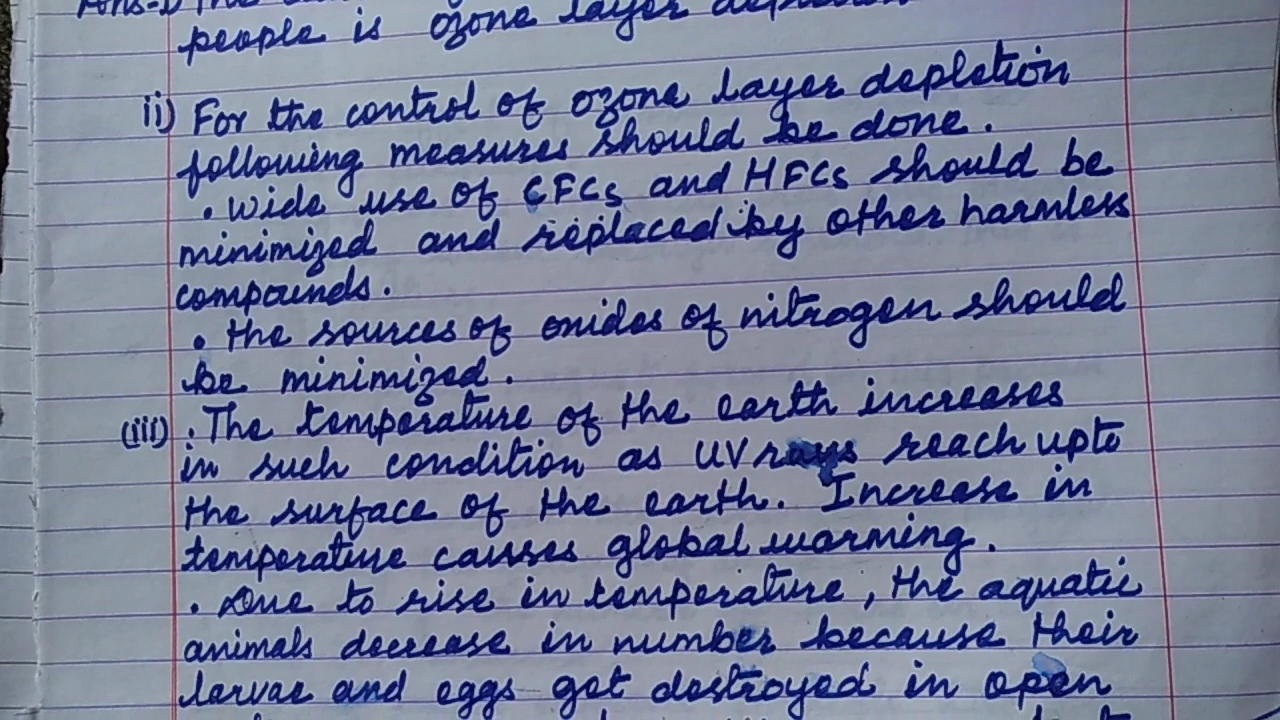 people is ozone layer
ii) For the control of ozone layer depletion
following measures should be done.
• Wide use of CFCs and HFCs should be
minimized and replaced by other harmless
compounds.
• the sources of oxides of nitrogen should
be minimized.
(iii) • The temperature of the earth increases
in such condition as UV rays reach upto
the surface of the earth. Increase in
temperature causes global warming.
• Due to rise in temperature, the aquatic
animals decrease in number because their
larvae and eggs get destroyed in open